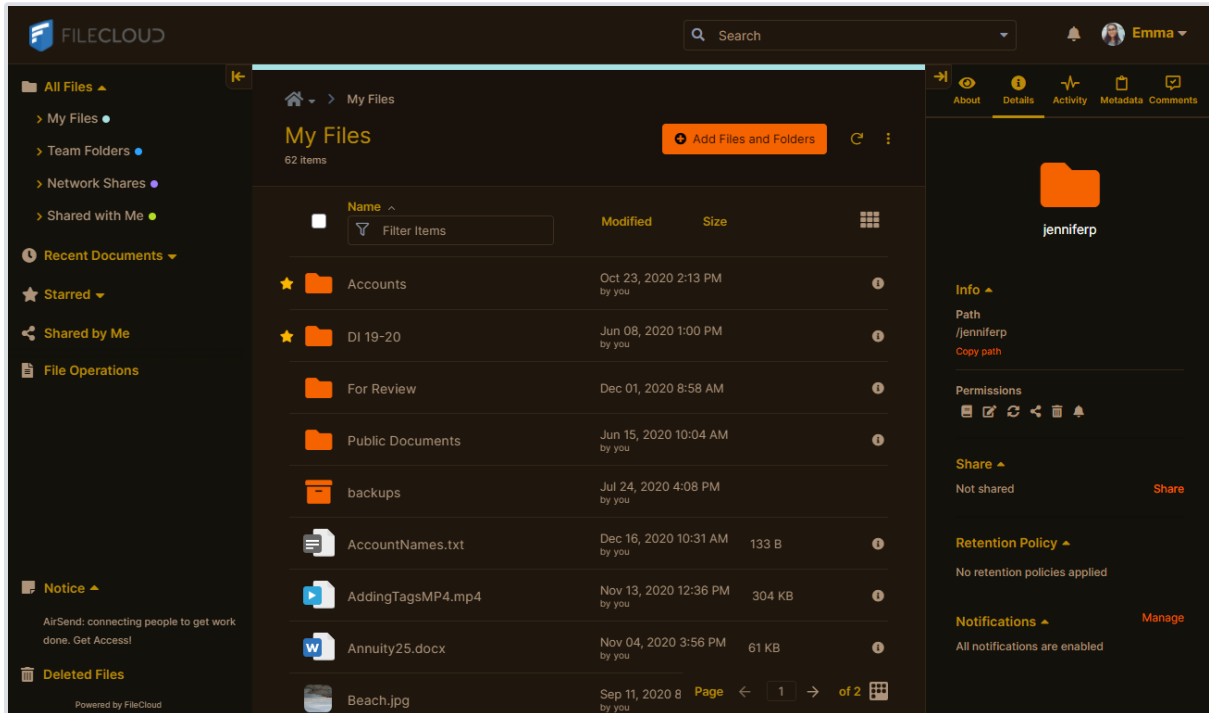 FILECLOUD
Search
Emma
All Files
My Files
Team Folders
Network Shares
Shared with Me
Recent Documents
Starred
Shared by Me
File Operations
Notice
AirSend: connecting people to get work
done. Get Access!
Deleted Files
Powered by FileCloud
My Files
My Files
62 items
Add Files and Folders
Name
Filter Items
Modified
Size
Accounts
Oct 23, 2020 2:13 PM
by you
DI 19-20
Jun 08, 2020 1:00 PM
by you
For Review
Dec 01, 2020 8:58 AM
Public Documents
Jun 15, 2020 10:04 AM
by you
backups
Jul 24, 2020 4:08 PM
by you
AccountNames.txt
Dec 16, 2020 10:31 AM
by you
133 B
AddingTagsMP4.mp4
Nov 13, 2020 12:36 PM
by you
304 KB
W
Annuity25.docx
Nov 04, 2020 3:56 PM
by you
61 KB
Beach.jpg
Sep 11, 2020 8
by you
Page 1 of 2
About
Details
Activity
Metadata
Comments
jenniferp
Info
Path
/jenniferp
Copy path
Permissions
Share
Not shared
Share
Retention Policy
No retention policies applied
Notifications
Manage
All notifications are enabled